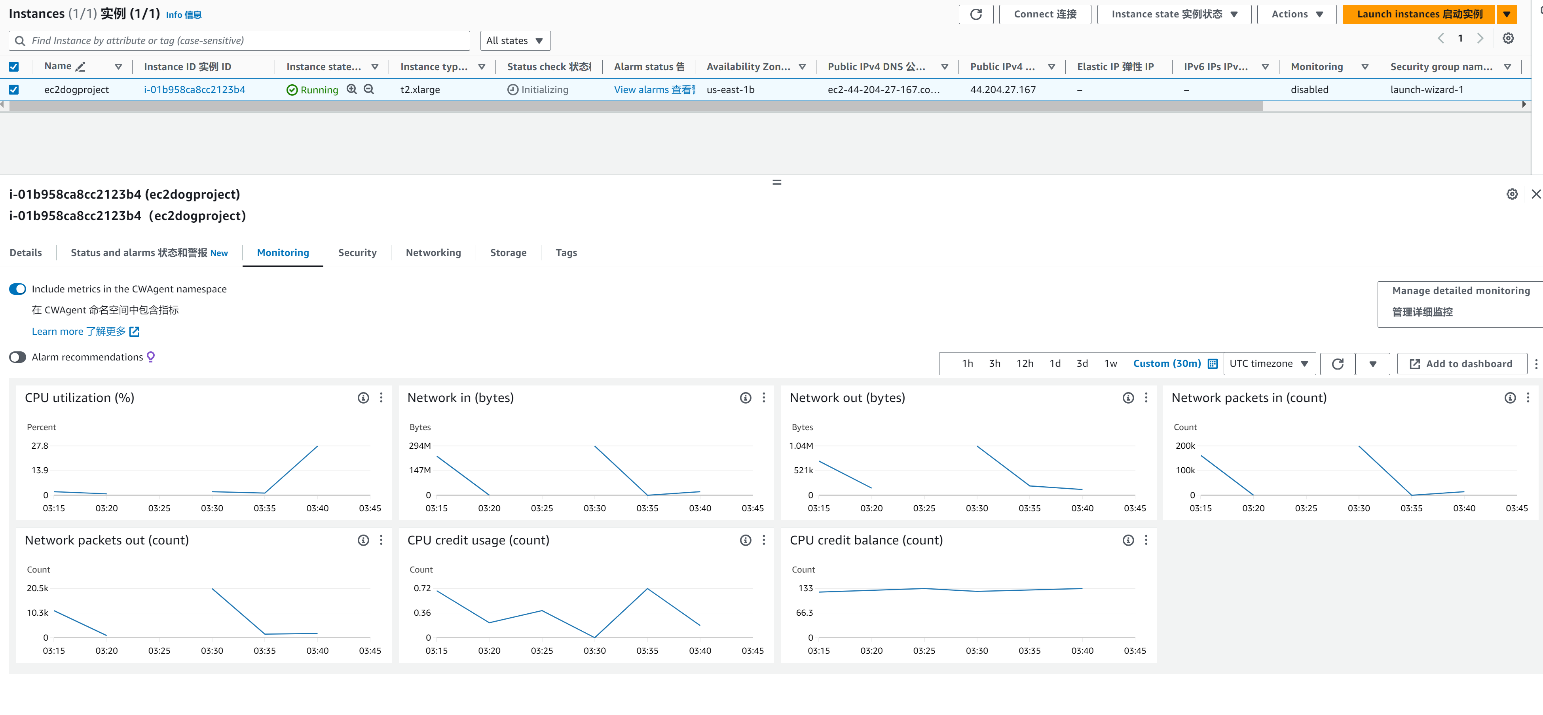 Instances (1/1) 实例 (1/1) Info 信息
Connect 连接
Instance state 实例状态
Actions
Launch instances 启动实例
Find Instance by attribute or tag (case-sensitive)
All states
1
Name Instance ID 实例 ID Instance state... Instance typ... Status check 状态 Alarm status 告 Availability Zon... Public IPv4 DNS 公... Public IPv4 ... Elastic IP 弹性 IP IPv6 IPs IPv... Monitoring Security group nam...
ec2dogproject i-01b958ca8cc2123b4 Running t2.xlarge Initializing View alarms 查看 us-east-1b ec2-44-204-27-167.co... 44.204.27.167 – – disabled launch-wizard-1
i-01b958ca8cc2123b4 (ec2dogproject)
i-01b958ca8cc2123b4（ec2dogproject）
Details Status and alarms 状态和警报 New Monitoring Security Networking Storage Tags
Include metrics in the CWAgent namespace
在 CWAgent 命名空间中包含指标
Learn more 了解更多
Manage detailed monitoring
管理详细监控
Alarm recommendations
1h 3h 12h 1d 3d 1w Custom (30m) UTC timezone Add to dashboard
CPU utilization (%)
Percent
27.8
13.9
0
03:15 03:20 03:25 03:30 03:35 03:40 03:45
Network in (bytes)
Bytes
294M
147M
0
03:15 03:20 03:25 03:30 03:35 03:40 03:45
Network out (bytes)
Bytes
1.04M
521k
0
03:15 03:20 03:25 03:30 03:35 03:40 03:45
Network packets in (count)
Count
200k
100k
0
03:15 03:20 03:25 03:30 03:35 03:40 03:45
Network packets out (count)
Count
20.5k
10.3k
0
03:15 03:20 03:25 03:30 03:35 03:40 03:45
CPU credit usage (count)
Count
0.72
0.36
0
03:15 03:20 03:25 03:30 03:35 03:40 03:45
CPU credit balance (count)
Count
133
66.3
0
03:15 03:20 03:25 03:30 03:35 03:40 03:45